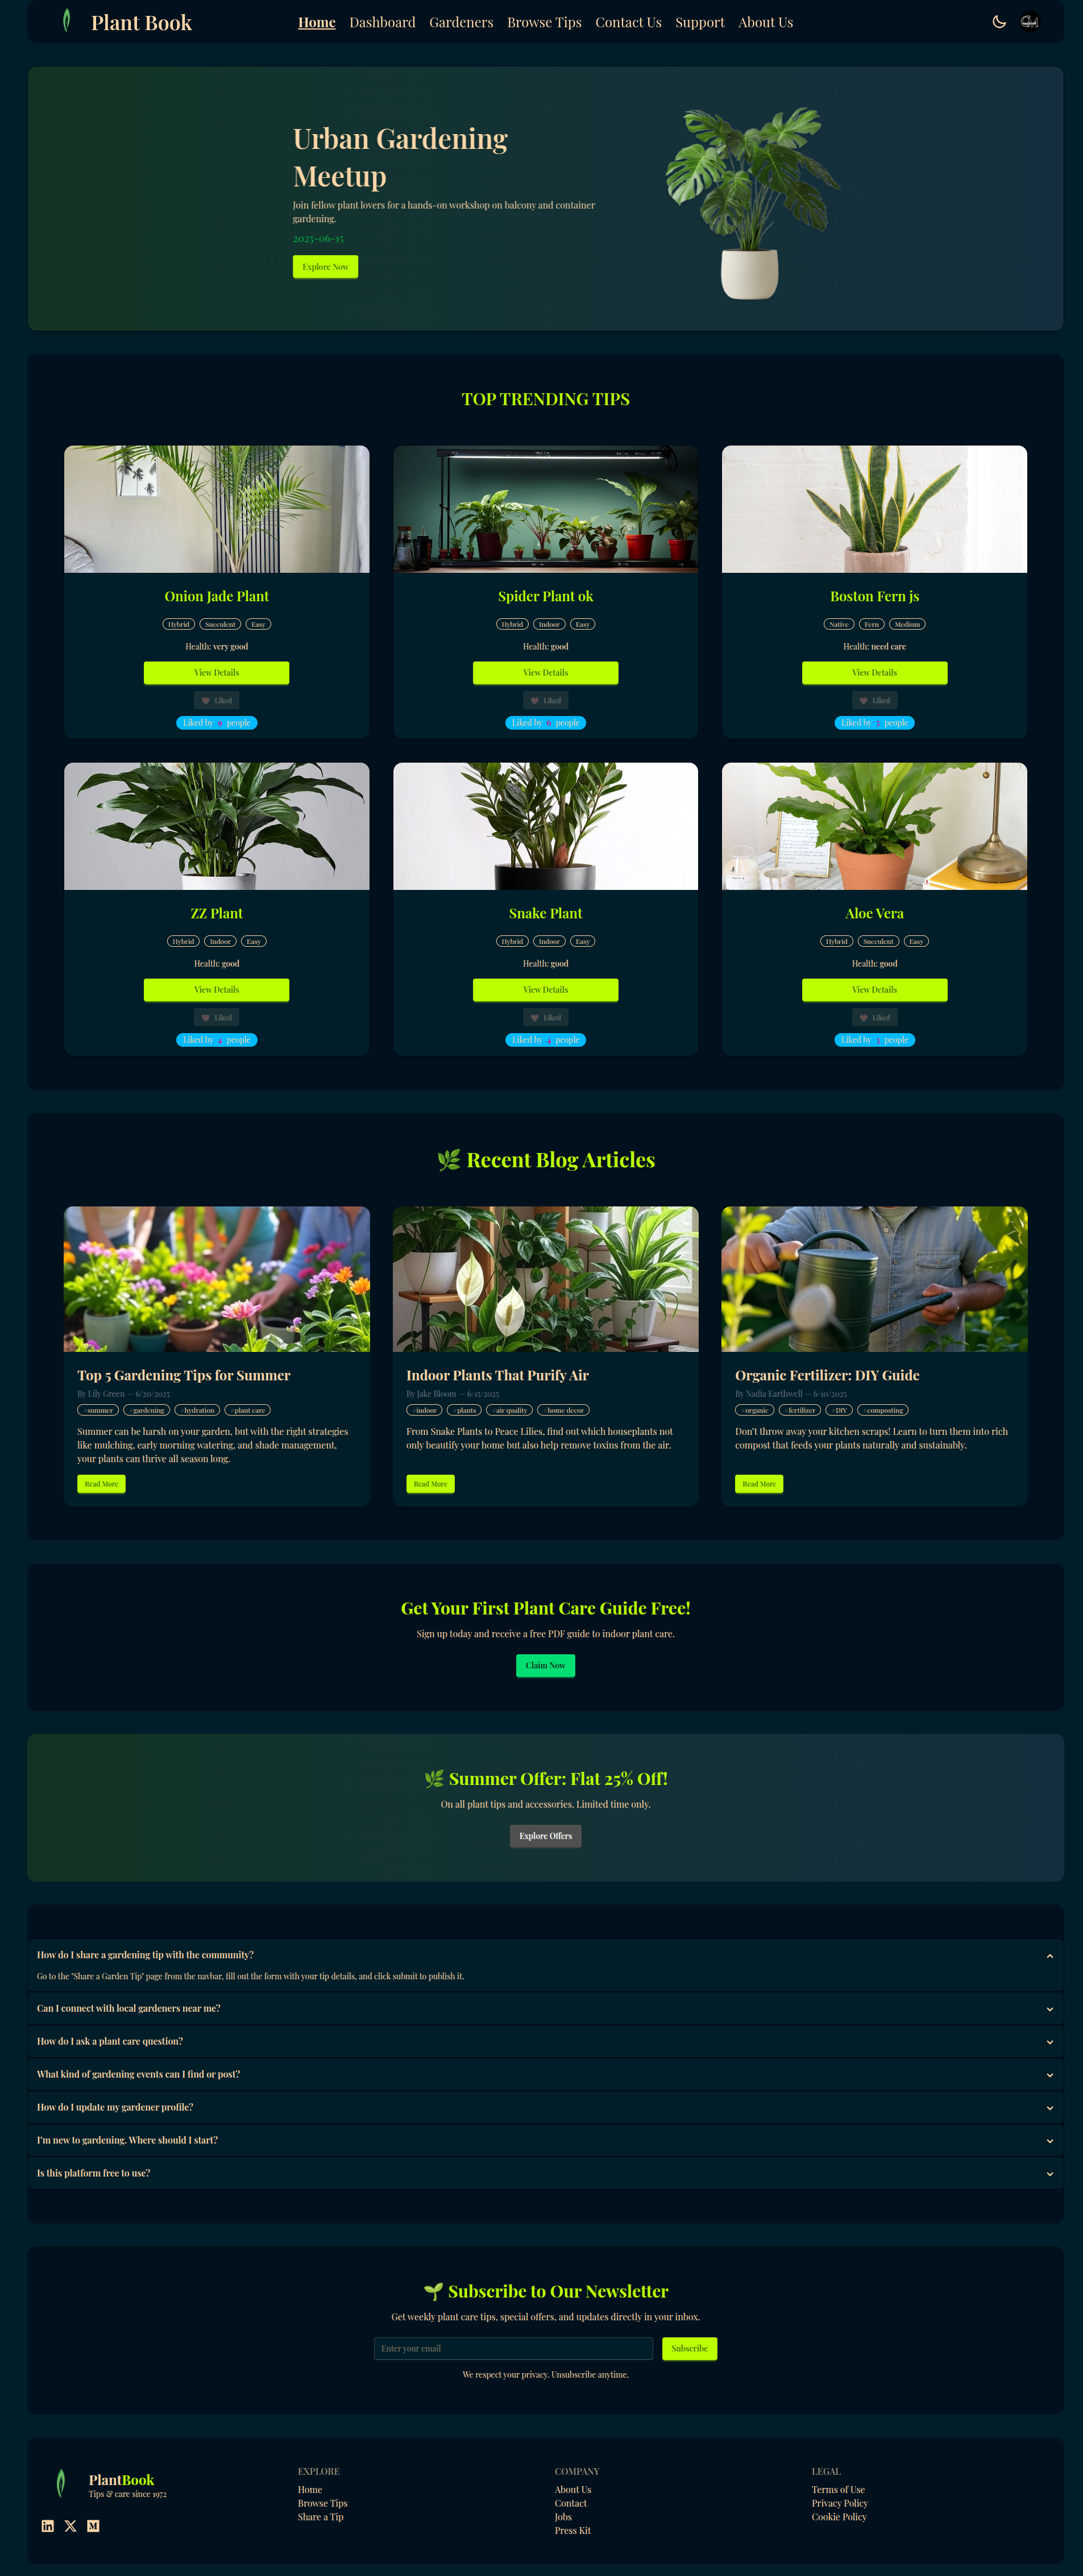 Plant Book
Home Dashboard Gardeners Browse Tips Contact Us Support About Us
Urban Gardening
Meetup
Join fellow plant lovers for a hands-on workshop on balcony and container
gardening.
2025-06-15
Explore Now
TOP TRENDING TIPS
Onion Jade Plant
Hybrid Succulent Easy
Health: very good
View Details
Liked
Liked by 9 people
Spider Plant ok
Hybrid Indoor Easy
Health: good
View Details
Liked
Liked by 6 people
Boston Fern js
Native Fern Medium
Health: need care
View Details
Liked
Liked by 5 people
ZZ Plant
Hybrid Indoor Easy
Health: good
View Details
Liked
Liked by 4 people
Snake Plant
Hybrid Indoor Easy
Health: good
View Details
Liked
Liked by 4 people
Aloe Vera
Hybrid Succulent Easy
Health: good
View Details
Liked
Liked by 3 people
🌿 Recent Blog Articles
Top 5 Gardening Tips for Summer
By Lily Green — 6/20/2025
#summer #gardening #hydration #plant care
Summer can be harsh on your garden, but with the right strategies
like mulching, early morning watering, and shade management,
your plants can thrive all season long.
Read More
Indoor Plants That Purify Air
By Jake Bloom — 6/15/2025
#indoor #plants #air quality #home decor
From Snake Plants to Peace Lilies, find out which houseplants not
only beautify your home but also help remove toxins from the air.
Read More
Organic Fertilizer: DIY Guide
By Nadia Earthwell — 6/10/2025
#organic #fertilizer #DIY #composting
Don't throw away your kitchen scraps! Learn to turn them into rich
compost that feeds your plants naturally and sustainably.
Read More
Get Your First Plant Care Guide Free!
Sign up today and receive a free PDF guide to indoor plant care.
Claim Now
🌿 Summer Offer: Flat 25% Off!
On all plant tips and accessories. Limited time only.
Explore Offers
How do I share a gardening tip with the community?
Go to the "Share a Garden Tip" page from the navbar, fill out the form with your tip details, and click submit to publish it.
Can I connect with local gardeners near me?
How do I ask a plant care question?
What kind of gardening events can I find or post?
How do I update my gardener profile?
I'm new to gardening. Where should I start?
Is this platform free to use?
🌱 Subscribe to Our Newsletter
Get weekly plant care tips, special offers, and updates directly in your inbox.
Enter your email
Subscribe
We respect your privacy. Unsubscribe anytime.
PlantBook
Tips & care since 1972
EXPLORE
Home
Browse Tips
Share a Tip
COMPANY
About Us
Contact
Jobs
Press Kit
LEGAL
Terms of Use
Privacy Policy
Cookie Policy